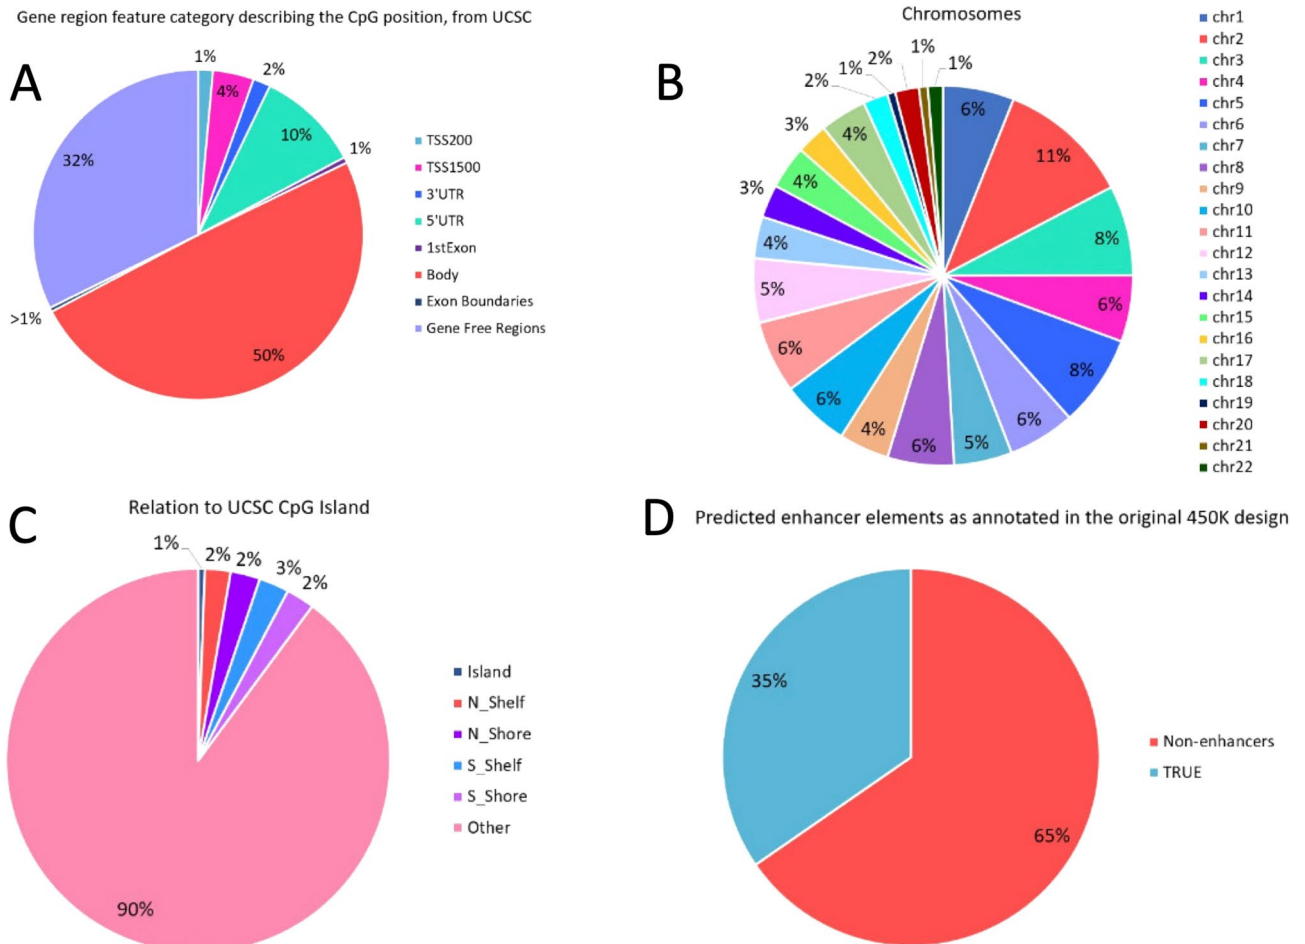 Gene region feature category describing the CpG position, from UCSC
A
1%
4%
2%
10%
1%
50%
>1%
32%
TSS200
TSS1500
3'UTR
5'UTR
1stExon
Body
Exon Boundaries
Gene Free Regions
Chromosomes
B
6%
11%
8%
6%
8%
6%
5%
6%
4%
6%
6%
5%
4%
3%
4%
3%
4%
2%
1%
2%
1%
1%
chr1
chr2
chr3
chr4
chr5
chr6
chr7
chr8
chr9
chr10
chr11
chr12
chr13
chr14
chr15
chr16
chr17
chr18
chr19
chr20
chr21
chr22
C
Relation to UCSC CpG Island
1%
2%
2%
3%
2%
90%
Island
N_Shelf
N_Shore
S_Shelf
S_Shore
Other
D
Predicted enhancer elements as annotated in the original 450K design
35%
65%
Non-enhancers
TRUE